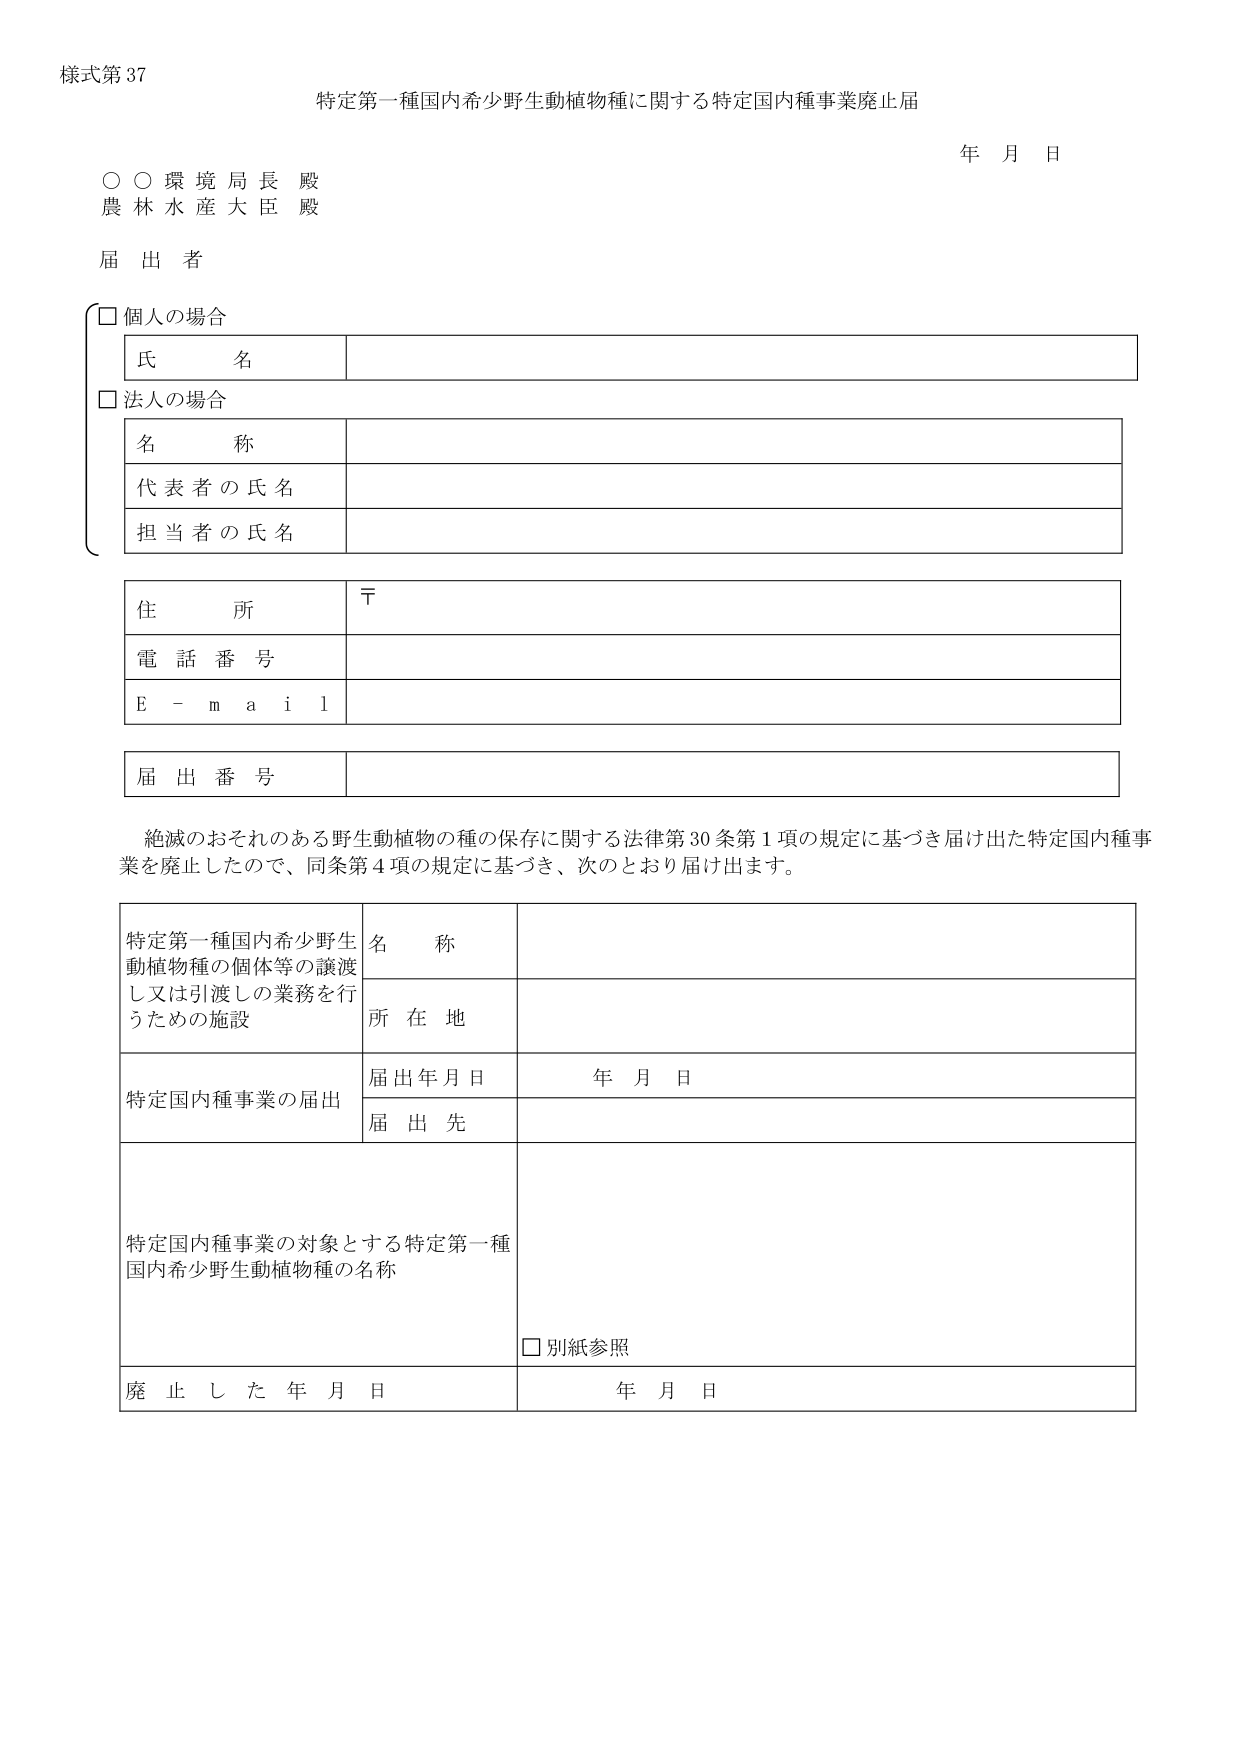 様式第37
特定第一種国内希少野生動植物種に関する特定国内種事業廃止届
年 月 日
○○環境局長 殿
農林水産大臣 殿
届出者
□個人の場合
氏名
□法人の場合
名称
代表者の氏名
担当者の氏名
住所 〒
電話番号
E-mail
届出番号
絶滅のおそれのある野生動植物の種の保存に関する法律第30条第1項の規定に基づき届け出た特定国内種事
業を廃止したので、同条第4項の規定に基づき、次のとおり届け出ます。
特定第一種国内希少野生
動植物種の個体等の譲渡
し又は引渡しの業務を行
うための施設
名称
所在地
特定国内種事業の届出
届出年月日 年 月 日
届出先
特定国内種事業の対象とする特定第一種
国内希少野生動植物種の名称
□別紙参照
廃止した年月日 年 月 日